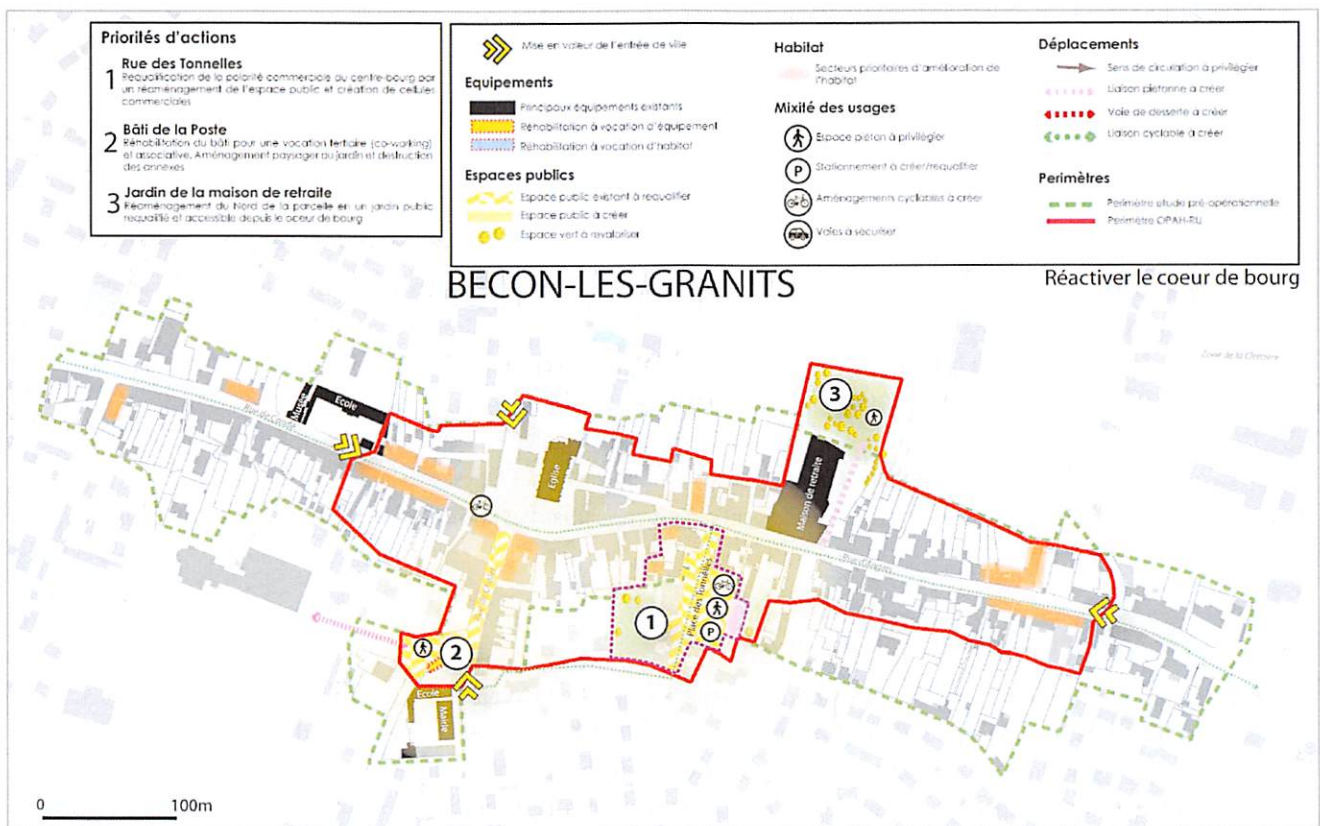 Priorités d'actions
1
Rue des Tonnelles
Requalification de la polarité commerciale du centre-bourg par
un réaménagement de l'espace public et création de cellules
commerciales
2
Bâti de la Poste
Réhabilitation du bâti pour une vocation tertiaire (co-working)
et associative. Aménagement paysager au jardin et destruction
des annexes
3
Jardin de la maison de retraite
Réaménagement du Nord de la parcelle en un jardin public
requalifié et accessible depuis le coeur de bourg
Mise en valeur de l'entrée de ville
Equipements
Principaux équipements existants
Réhabilitation à vocation d'équipement
Réhabilitation à vocation d'habitat
Espaces publics
Espace public existant à requalifier
Espace public à créer
Espace vert à revaloriser
Habitat
Secteurs prioritaires d'amélioration de
l'habitat
Mixité des usages
Espace piéton à privilégier
P
Stationnement à créer/requalifier
Aménagements cyclables à créer
Voies à sécuriser
Déplacements
Sens de circulation à privilégier
Liaison piétonne à créer
Voie de desserte à créer
Liaison cyclable à créer
Perimètres
Périmètre étude pré-opérationnelle
Périmètre OPAH-RU
BECON-LES-GRANITS
Réactiver le coeur de bourg
Musée
Ecole
Rue de Candé
Eglise
3
Maison de retraite
Rue d'Angers
1
Place des Tonnelles
P
2
Ecole
Mairie
0 100m